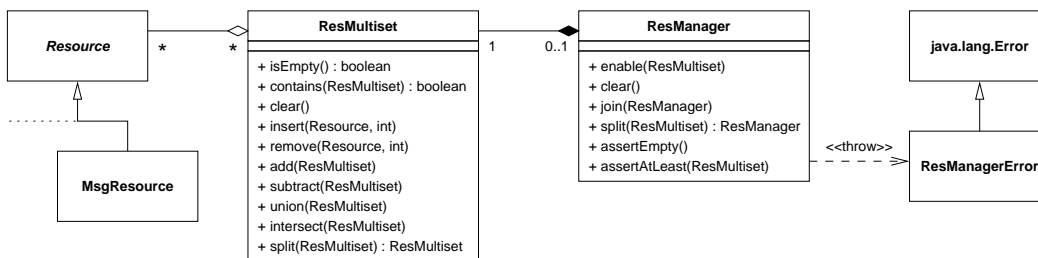 Resource
*
*
MsgResource
ResMultiset
+ isEmpty() : boolean
+ contains(ResMultiset) : boolean
+ clear()
+ insert(Resource, int)
+ remove(Resource, int)
+ add(ResMultiset)
+ subtract(ResMultiset)
+ union(ResMultiset)
+ intersect(ResMultiset)
+ split(ResMultiset) : ResMultiset
1
0..1
ResManager
+ enable(ResMultiset)
+ clear()
+ join(ResManager)
+ split(ResMultiset) : ResManager
+ assertEmpty()
+ assertAtLeast(ResMultiset)
<<throw>>
java.lang.Error
ResManagerError